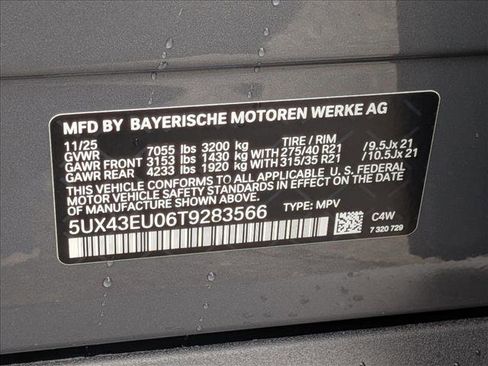 MFD BY BAYERISCHE MOTOREN WERKE AG
11/25 TIRE / RIM
GVWR 7055 lbs 3200 kg
GAWR FRONT 3153 lbs 1430 kg WITH 275/40 R21 / 9.5Jx 21
GAWR REAR 4233 lbs 1920 kg WITH 315/35 R21 / 10.5Jx 21
THIS VEHICLE CONFORMS TO ALL APPLICABLE U. S. FEDERAL
MOTOR VEHICLE SAFETY STANDARDS IN EFFECT ON THE DATE OF
MANUFACTURE SHOWN ABOVE.
5UX43EU06T9283566 TYPE: MPV
C4W
7 320 729